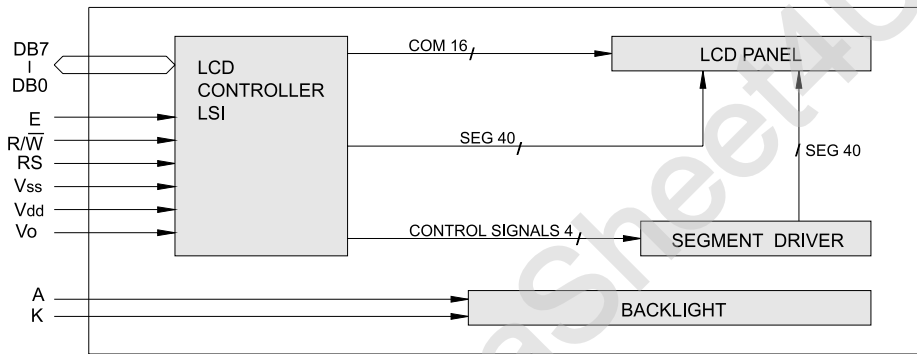 DB7
I
DB0
E
R/W̅
RS
Vss
Vdd
Vo
A
K
LCD
CONTROLLER
LSI
COM 16
SEG 40
CONTROL SIGNALS 4
LCD PANEL
SEG 40
SEGMENT DRIVER
BACKLIGHT